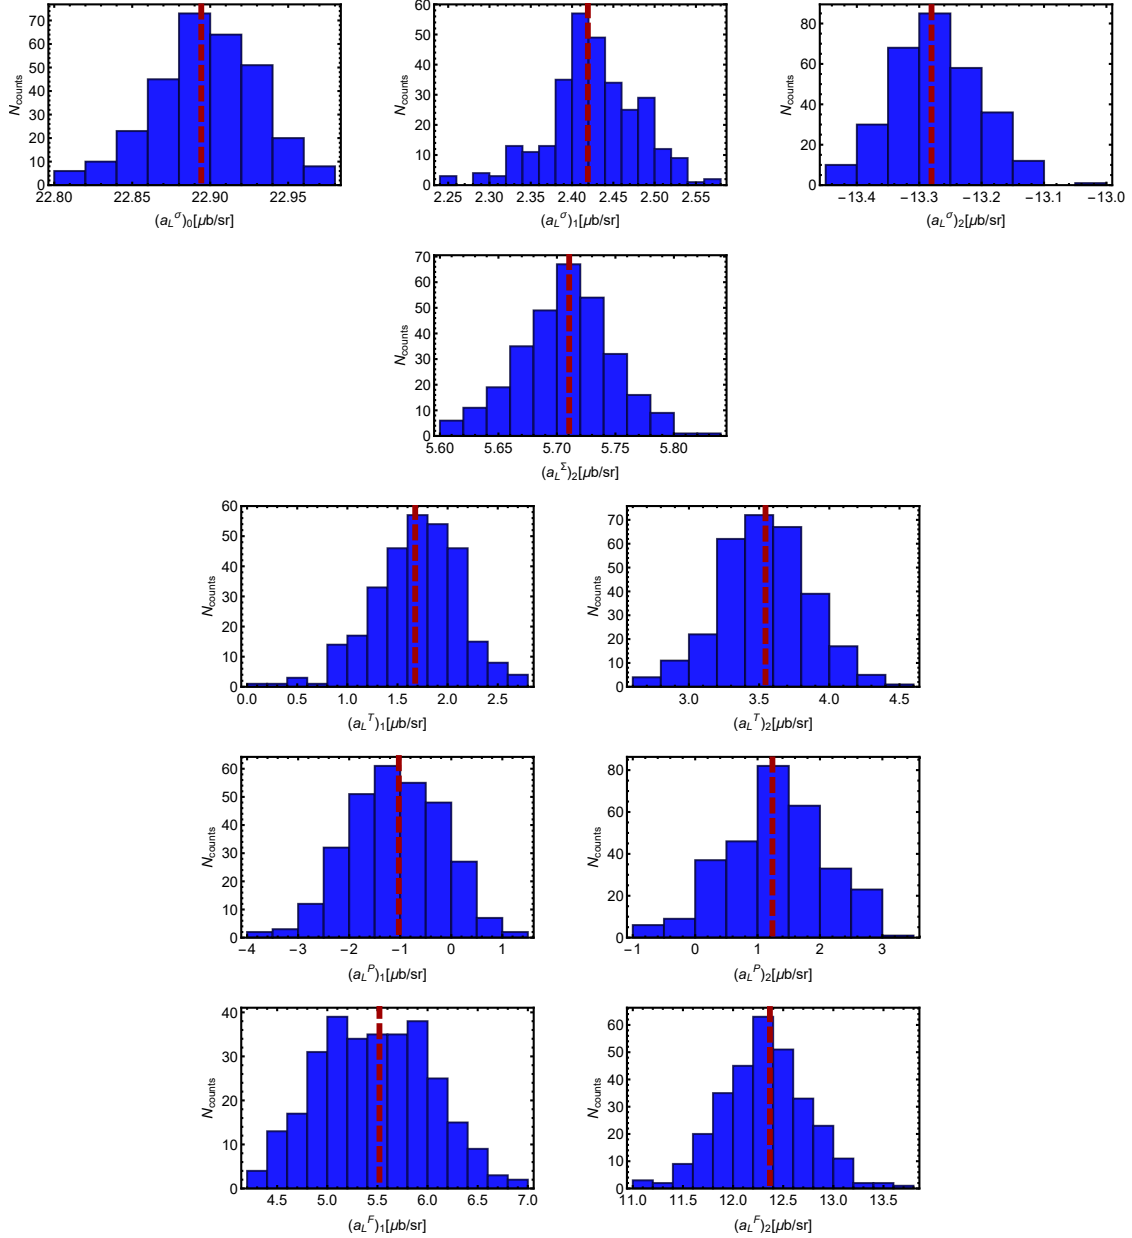 N_counts
70
60
50
40
30
20
10
0
22.80 22.85 22.90 22.95
(a_L^σ)_0[μb/sr]
N_counts
60
50
40
30
20
10
0
2.25 2.30 2.35 2.40 2.45 2.50 2.55
(a_L^σ)_1[μb/sr]
N_counts
80
60
40
20
0
−13.4 −13.3 −13.2 −13.1 −13.0
(a_L^σ)_2[μb/sr]
N_counts
70
60
50
40
30
20
10
0
5.60 5.65 5.70 5.75 5.80
(a_L^Σ)_2[μb/sr]
N_counts
60
50
40
30
20
10
0
0.0 0.5 1.0 1.5 2.0 2.5
(a_L^T)_1[μb/sr]
N_counts
70
60
50
40
30
20
10
0
3.0 3.5 4.0 4.5
(a_L^T)_2[μb/sr]
N_counts
60
50
40
30
20
10
0
−4 −3 −2 −1 0 1
(a_L^P)_1[μb/sr]
N_counts
80
60
40
20
0
−1 0 1 2 3
(a_L^P)_2[μb/sr]
N_counts
40
30
20
10
0
4.5 5.0 5.5 6.0 6.5 7.0
(a_L^F)_1[μb/sr]
N_counts
60
50
40
30
20
10
0
11.0 11.5 12.0 12.5 13.0 13.5
(a_L^F)_2[μb/sr]